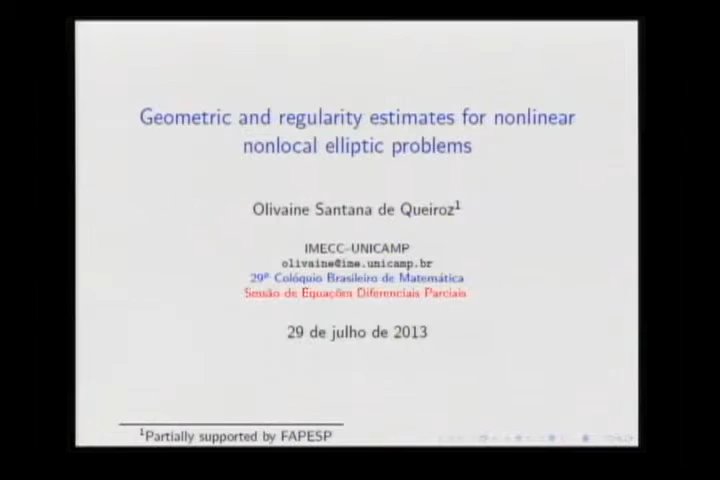 Geometric and regularity estimates for nonlinear
nonlocal elliptic problems
Olivaine Santana de Queiroz¹
IMECC-UNICAMP
olivaine@ime.unicamp.br
29º Colóquio Brasileiro de Matemática
Sessão de Equações Diferenciais Parciais
29 de julho de 2013
¹Partially supported by FAPESP